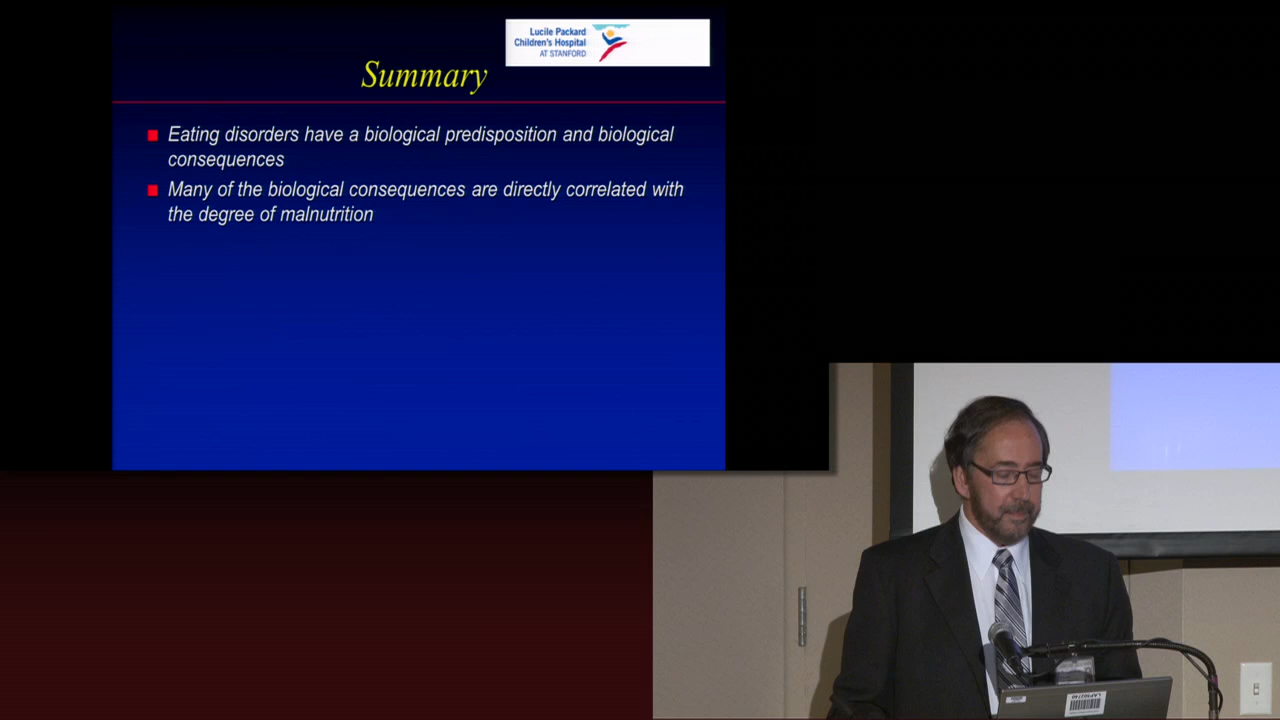 Lucile Packard
Children's Hospital
AT STANFORD
Summary
Eating disorders have a biological predisposition and biological
consequences
Many of the biological consequences are directly correlated with
the degree of malnutrition